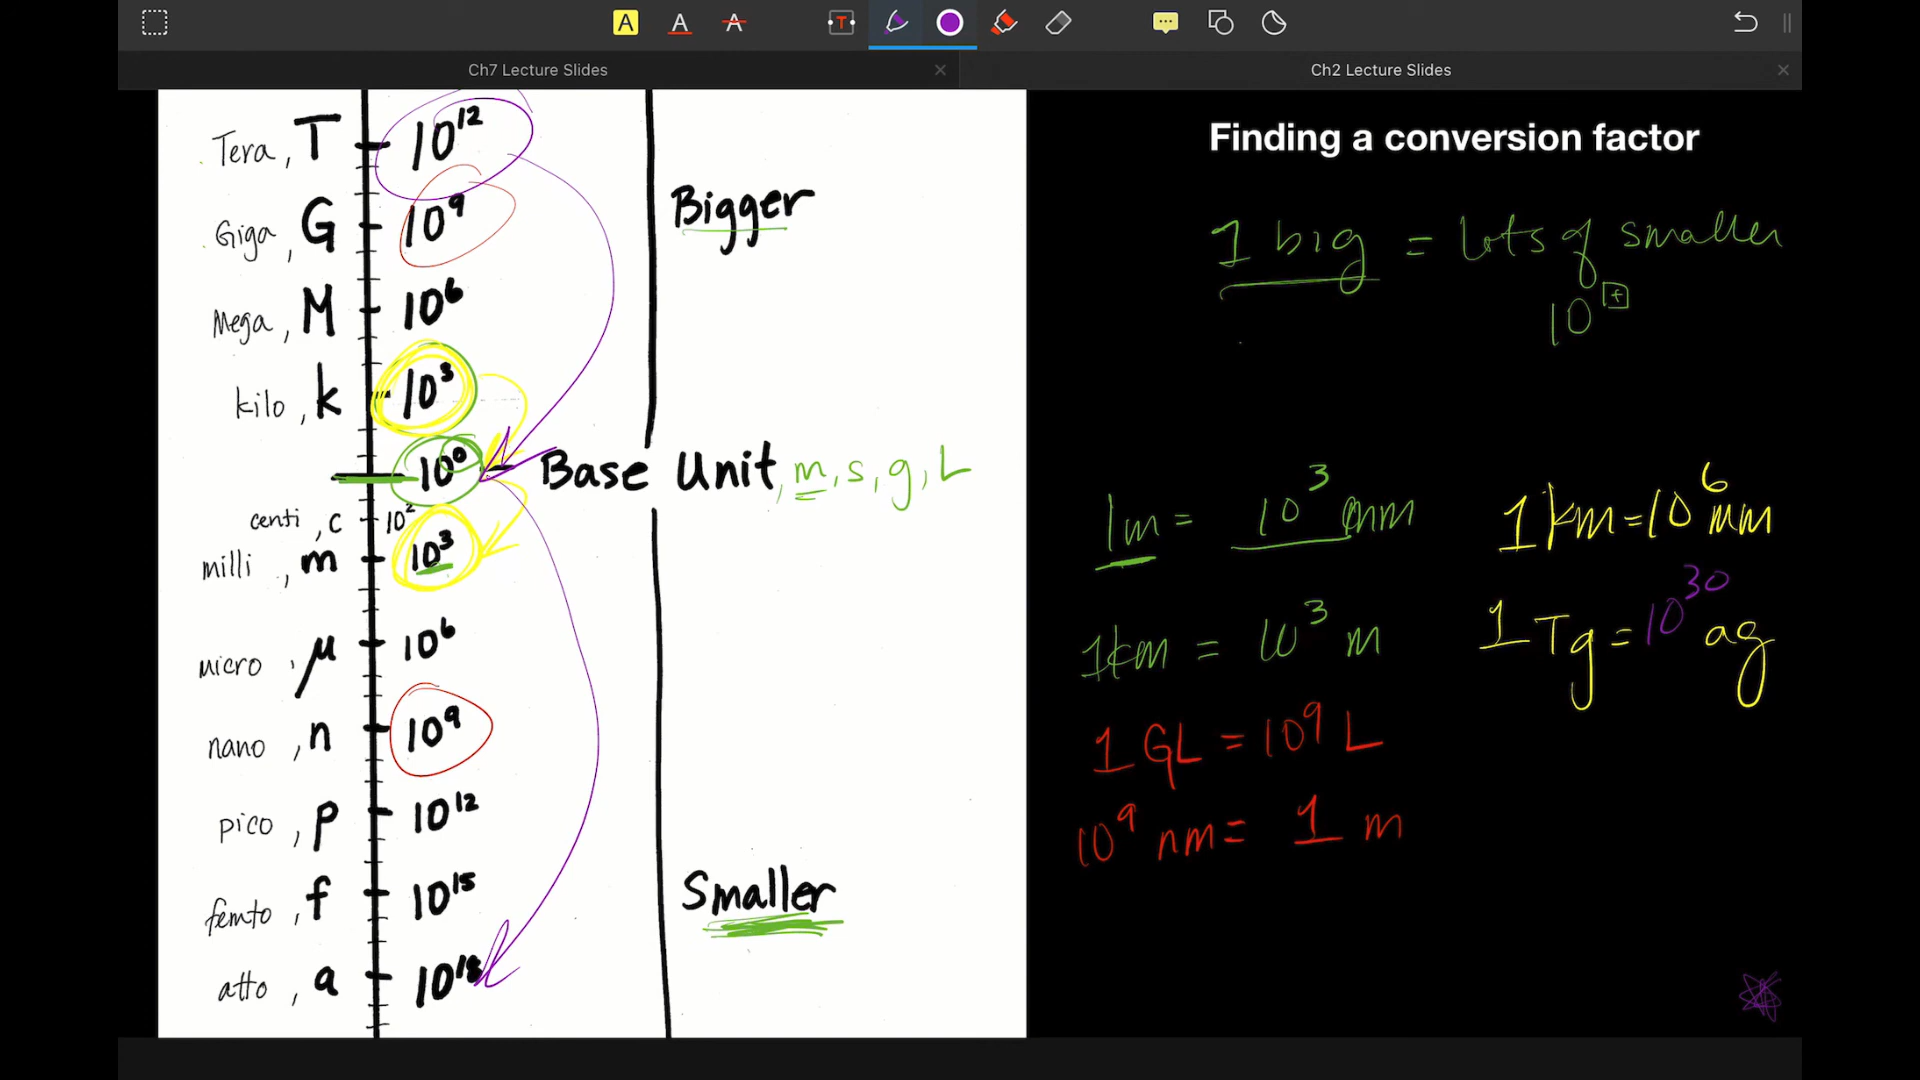 A A A T
Ch7 Lecture Slides × Ch2 Lecture Slides ×
Tera, T 10¹²
Giga, G 10⁹
Mega, M 10⁶
kilo, k 10³
10⁰ Base Unit, m, s, g, L
centi, c 10²
milli, m 10³
micro, μ 10⁶
nano, n 10⁹
pico, p 10¹²
femto, f 10¹⁵
atto, a 10¹⁸
Bigger
Smaller
Finding a conversion factor
1 big = lots of smaller
10⁺
1m = 10³ mm
1km = 10³ m
1 GL = 10⁹ L
10⁹ nm = 1 m
1km = 10⁶ mm
1 Tg = 10³⁰ ag